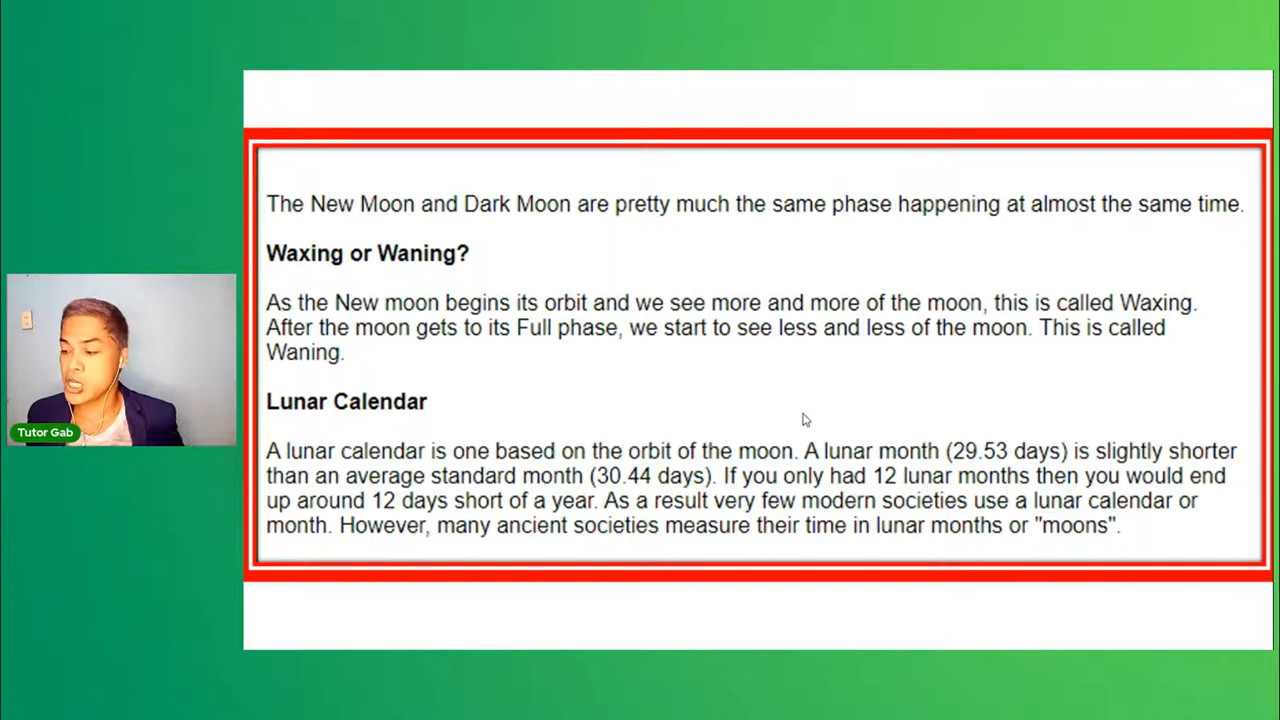 The New Moon and Dark Moon are pretty much the same phase happening at almost the same time.
Waxing or Waning?
As the New moon begins its orbit and we see more and more of the moon, this is called Waxing.
After the moon gets to its Full phase, we start to see less and less of the moon. This is called
Waning.
Lunar Calendar
A lunar calendar is one based on the orbit of the moon. A lunar month (29.53 days) is slightly shorter
than an average standard month (30.44 days). If you only had 12 lunar months then you would end
up around 12 days short of a year. As a result very few modern societies use a lunar calendar or
month. However, many ancient societies measure their time in lunar months or "moons".
Tutor Gab